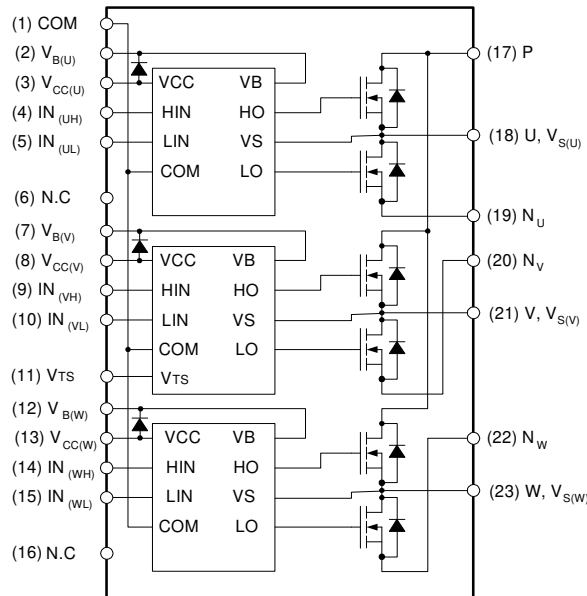 (1) COM
(2) V B(U)
(3) V CC(U)
(4) IN (UH)
(5) IN (UL)
(6) N.C
(7) V B(V)
(8) V CC(V)
(9) IN (VH)
(10) IN (VL)
(11) VTS
(12) V B(W)
(13) V CC(W)
(14) IN (WH)
(15) IN (WL)
(16) N.C
VCC VB
HIN HO
LIN VS
COM LO
VCC VB
HIN HO
LIN VS
COM LO
VTS
VCC VB
HIN HO
LIN VS
COM LO
(17) P
(18) U, V S(U)
(19) N U
(20) N V
(21) V, V S(V)
(22) N W
(23) W, V S(W)